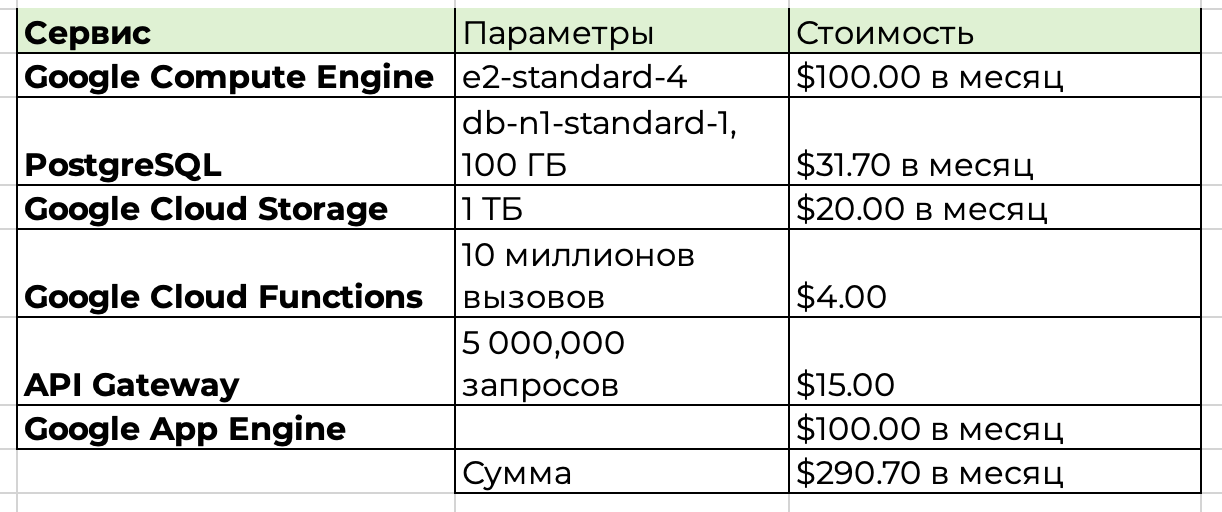 Сервис Параметры Стоимость
Google Compute Engine e2-standard-4 $100.00 в месяц
db-n1-standard-1,
PostgreSQL 100 ГБ $31.70 в месяц
Google Cloud Storage 1 ТБ $20.00 в месяц
10 миллионов
Google Cloud Functions вызовов $4.00
5 000,000
API Gateway запросов $15.00
Google App Engine $100.00 в месяц
Сумма $290.70 в месяц